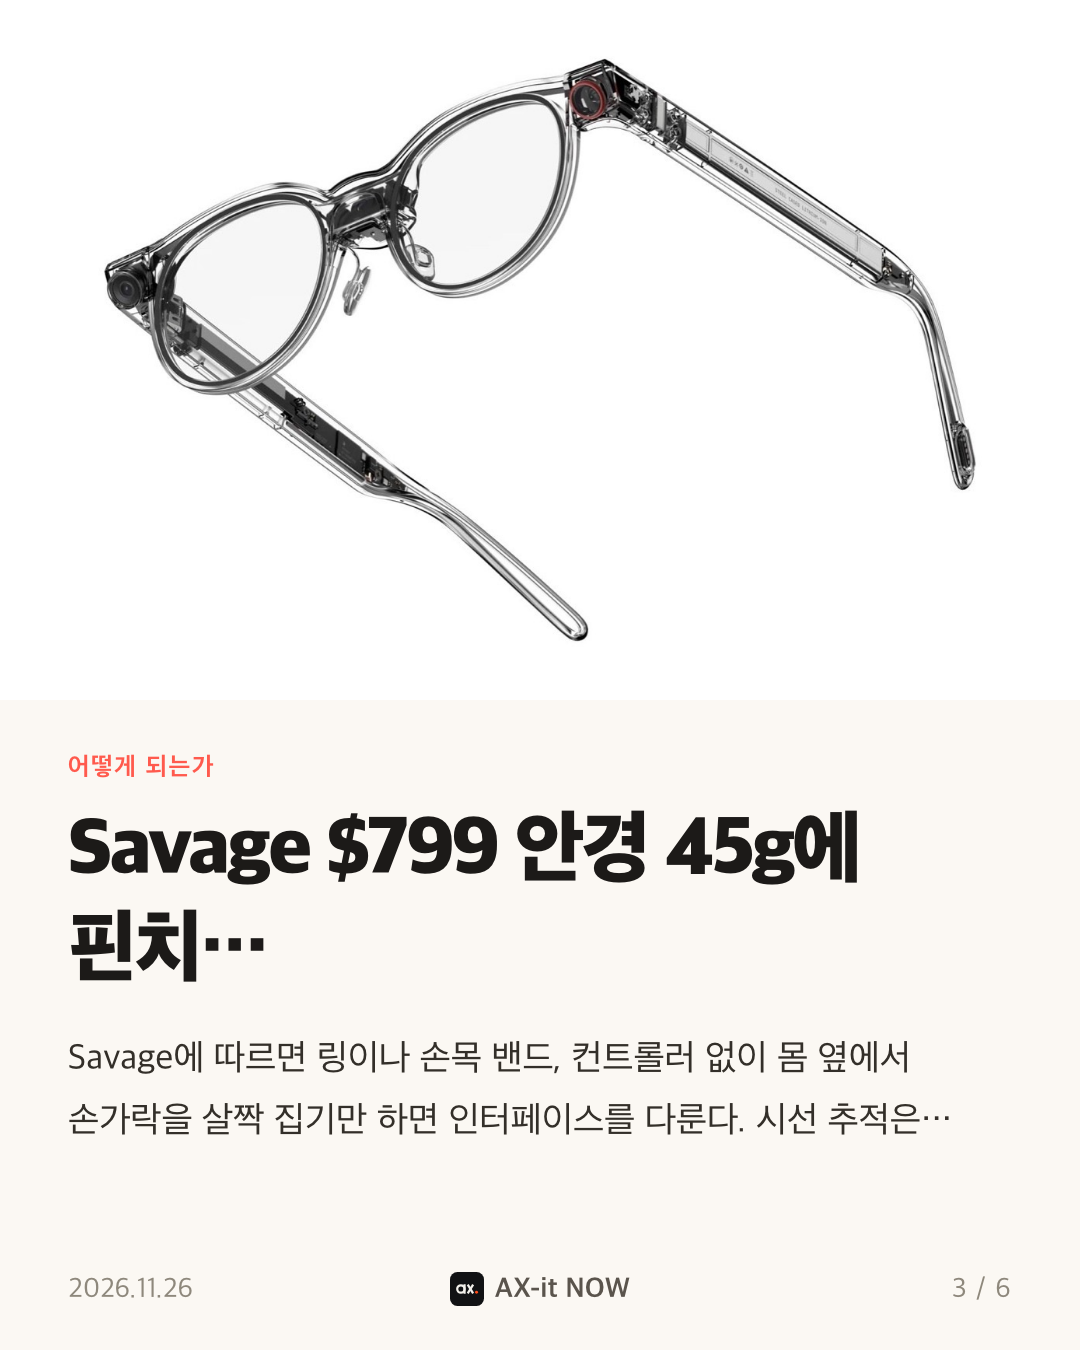 어떻게 되는가
Savage $799 안경 45g에
핀치…
Savage에 따르면 링이나 손목 밴드, 컨트롤러 없이 몸 옆에서
손가락을 살짝 집기만 하면 인터페이스를 다룬다. 시선 추적은…
2026.11.26
ax. AX-it NOW
3 / 6